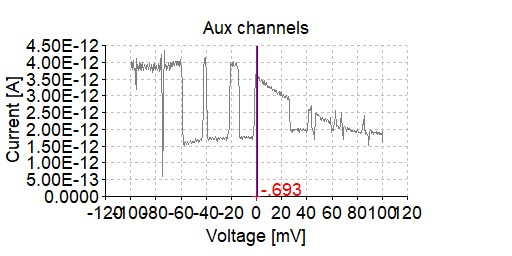 Aux channels
4.50E-12
4.00E-12
3.50E-12
3.00E-12
2.50E-12
2.00E-12
1.50E-12
1.00E-12
5.00E-13
0.0000
Current [A]
-.693
-120 -100 -80 -60 -40 -20 0 20 40 60 80 100 120
Voltage [mV]